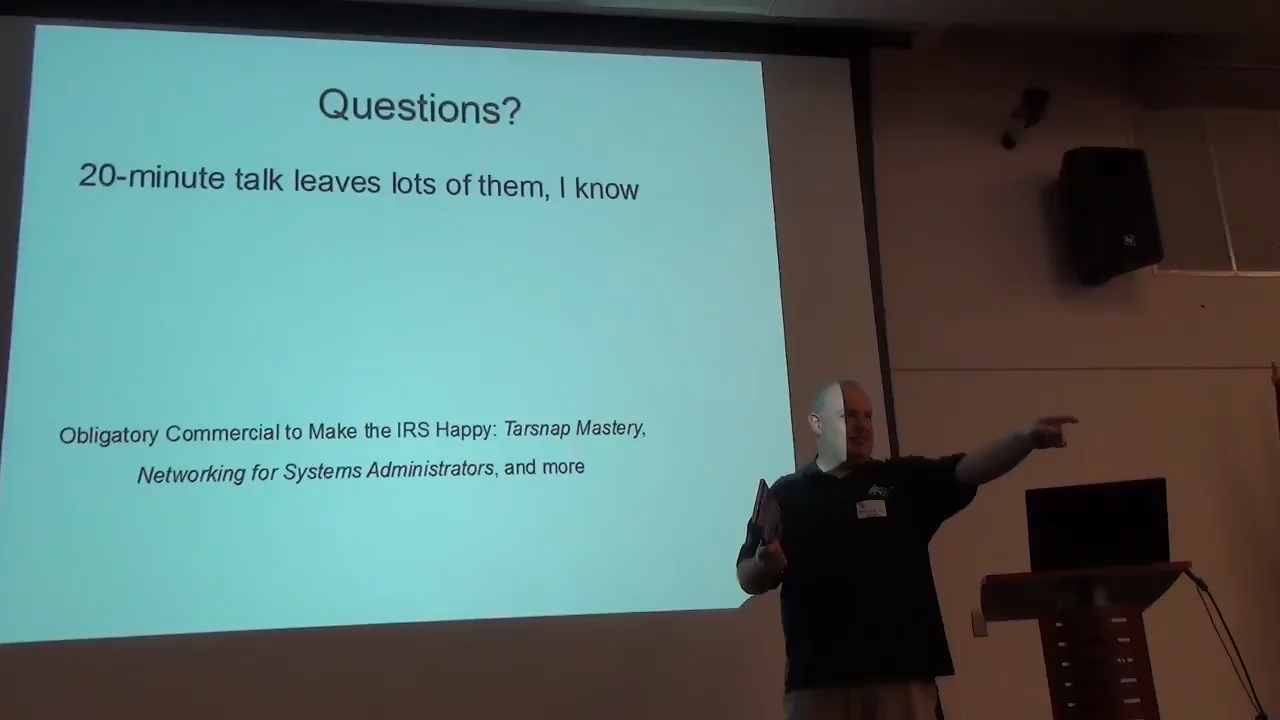 Questions?
20-minute talk leaves lots of them, I know
Obligatory Commercial to Make the IRS Happy: Tarsnap Mastery,
Networking for Systems Administrators, and more